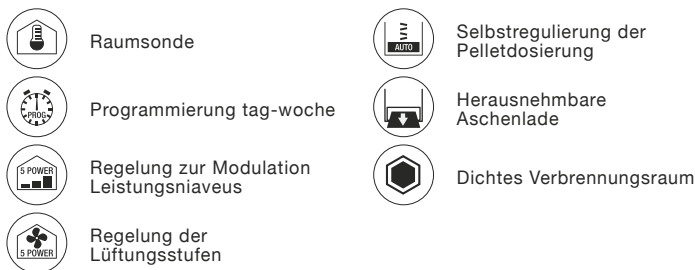 Raumsonde
PROG
Programmierung tag-woche
5 POWER
Regelung zur Modulation
Leistungsniaveus
5 POWER
Regelung der
Lüftungsstufen
AUTO
Selbstregulierung der
Pelletdosierung
Herausnehmbare
Aschenlade
Dichtes Verbrennungsraum